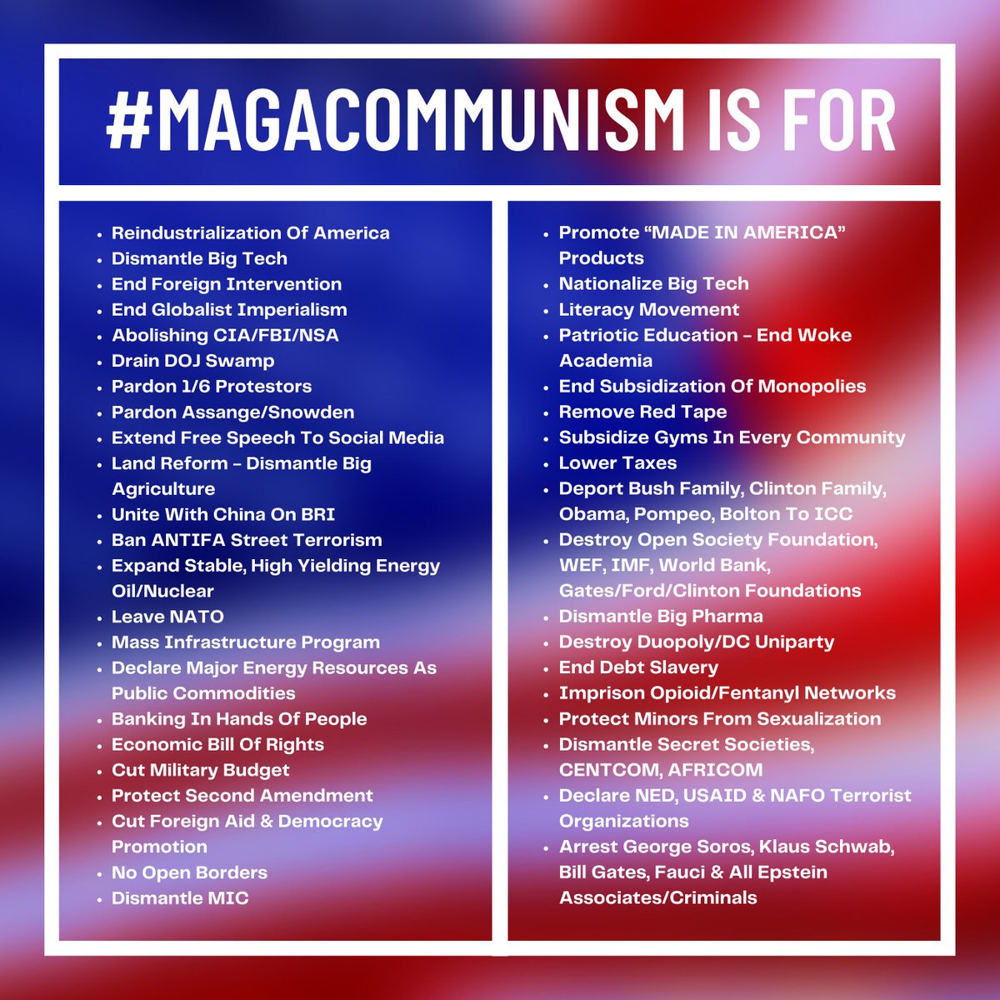 #MAGACOMMUNISM IS FOR
• Reindustrialization Of America
• Dismantle Big Tech
• End Foreign Intervention
• End Globalist Imperialism
• Abolishing CIA/FBI/NSA
• Drain DOJ Swamp
• Pardon 1/6 Protestors
• Pardon Assange/Snowden
• Extend Free Speech To Social Media
• Land Reform - Dismantle Big
Agriculture
• Unite With China On BRI
• Ban ANTIFA Street Terrorism
• Expand Stable, High Yielding Energy
Oil/Nuclear
• Leave NATO
• Mass Infrastructure Program
• Declare Major Energy Resources As
Public Commodities
• Banking In Hands Of People
• Economic Bill Of Rights
• Cut Military Budget
• Protect Second Amendment
• Cut Foreign Aid & Democracy
Promotion
• No Open Borders
• Dismantle MIC
• Promote “MADE IN AMERICA”
Products
• Nationalize Big Tech
• Literacy Movement
• Patriotic Education - End Woke
Academia
• End Subsidization Of Monopolies
• Remove Red Tape
• Subsidize Gyms In Every Community
• Lower Taxes
• Deport Bush Family, Clinton Family,
Obama, Pompeo, Bolton To ICC
• Destroy Open Society Foundation,
WEF, IMF, World Bank,
Gates/Ford/Clinton Foundations
• Dismantle Big Pharma
• Destroy Duopoly/DC Uniparty
• End Debt Slavery
• Imprison Opioid/Fentanyl Networks
• Protect Minors From Sexualization
• Dismantle Secret Societies,
CENTCOM, AFRICOM
• Declare NED, USAID & NAFO Terrorist
Organizations
• Arrest George Soros, Klaus Schwab,
Bill Gates, Fauci & All Epstein
Associates/Criminals